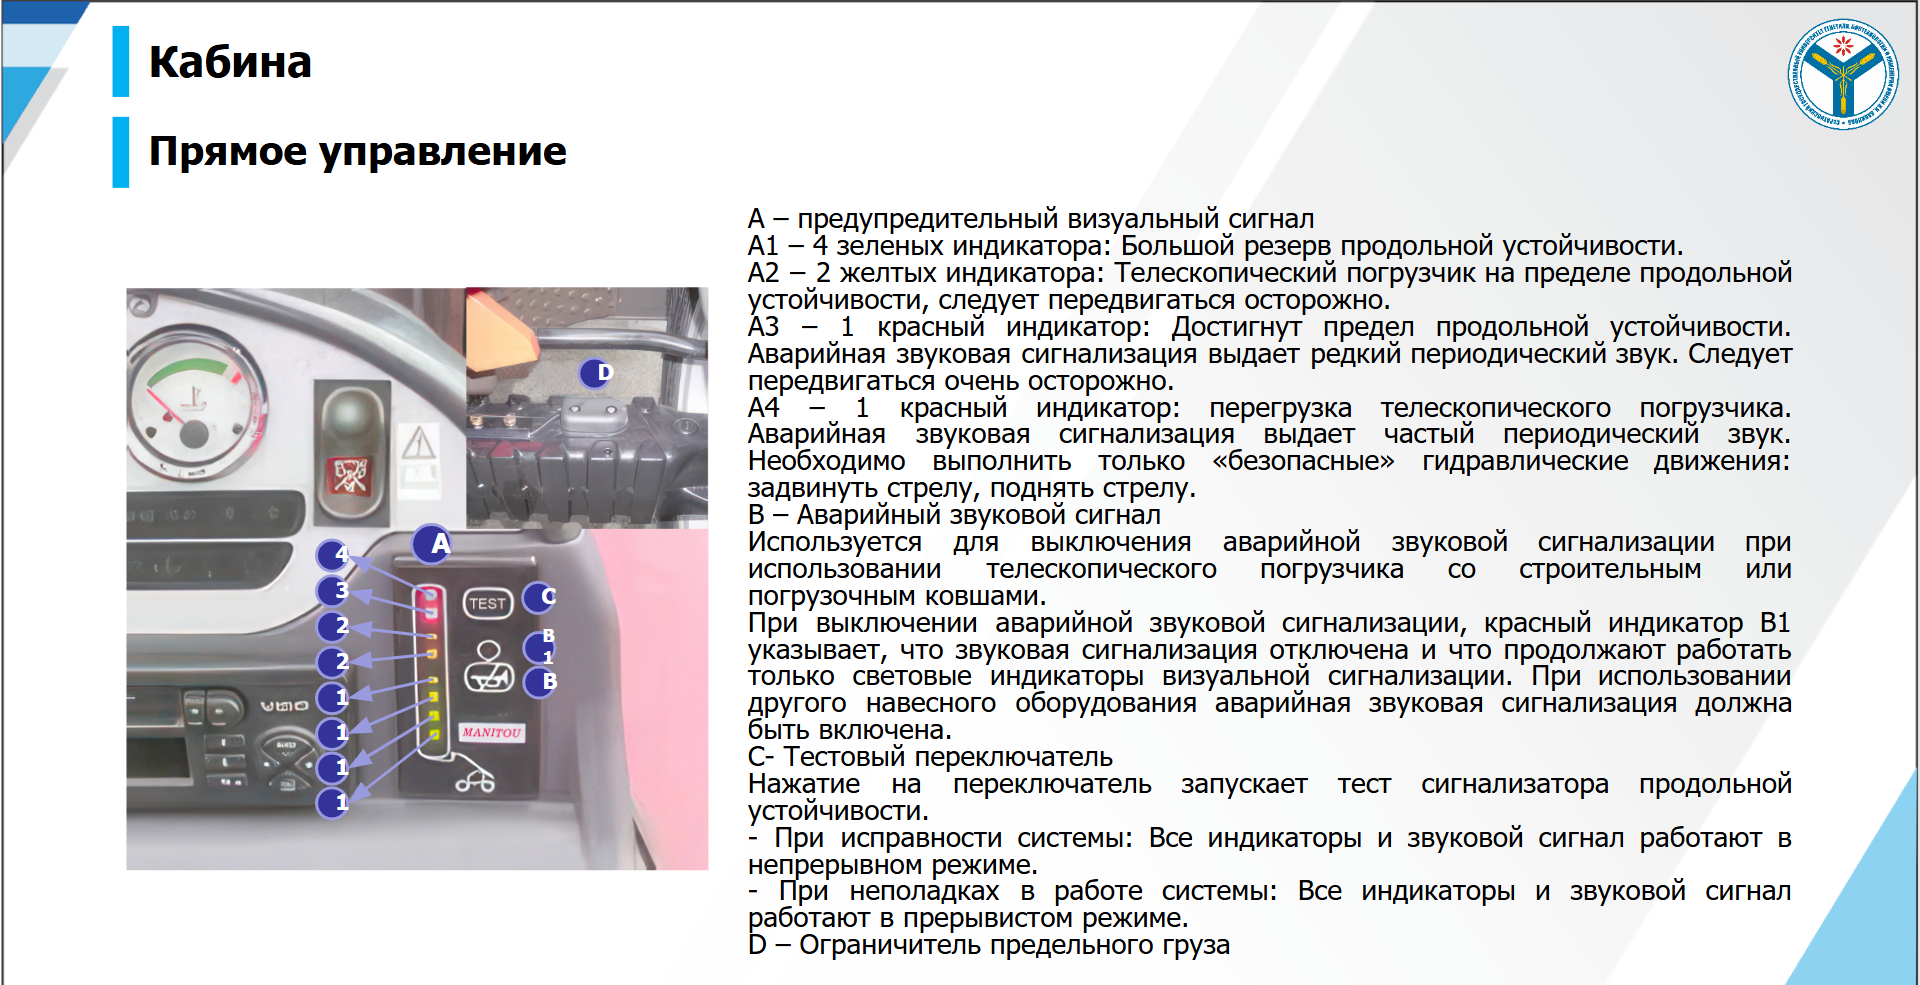 Кабина
Прямое управление
А – предупредительный визуальный сигнал
А1 – 4 зеленых индикатора: Большой резерв продольной устойчивости.
А2 – 2 желтых индикатора: Телескопический погрузчик на пределе продольной
устойчивости, следует передвигаться осторожно.
А3 – 1 красный индикатор: Достигнут предел продольной устойчивости.
Аварийная звуковая сигнализация выдает редкий периодический звук. Следует
передвигаться очень осторожно.
А4 – 1 красный индикатор: перегрузка телескопического погрузчика.
Аварийная звуковая сигнализация выдает частый периодический звук.
Необходимо выполнить только «безопасные» гидравлические движения:
задвинуть стрелу, поднять стрелу.
В – Аварийный звуковой сигнал
Используется для выключения аварийной звуковой сигнализации при
использовании телескопического погрузчика со строительным или
погрузочным ковшами.
При выключении аварийной звуковой сигнализации, красный индикатор В1
указывает, что звуковая сигнализация отключена и что продолжают работать
только световые индикаторы визуальной сигнализации. При использовании
другого навесного оборудования аварийная звуковая сигнализация должна
быть включена.
С- Тестовый переключатель
Нажатие на переключатель запускает тест сигнализатора продольной
устойчивости.
- При исправности системы: Все индикаторы и звуковой сигнал работают в
непрерывном режиме.
- При неполадках в работе системы: Все индикаторы и звуковой сигнал
работают в прерывистом режиме.
D – Ограничитель предельного груза
D
A
4
3
2
2
1
1
1
1
TEST
C
B
1
B
MANITOU